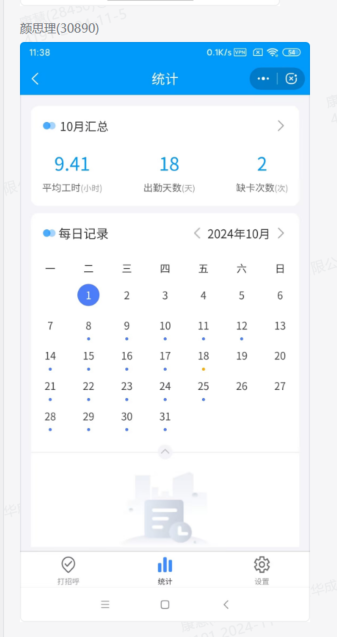 颜思理(30890)
11:38 0.1K/s VPN 58
统计
10月汇总
9.41 18 2
平均工时(小时) 出勤天数(天) 缺卡次数(次)
每日记录 2024年10月
一 二 三 四 五 六 日
1 2 3 4 5 6
7 8 9 10 11 12 13
14 15 16 17 18 19 20
21 22 23 24 25 26 27
28 29 30 31
打招呼 统计 设置